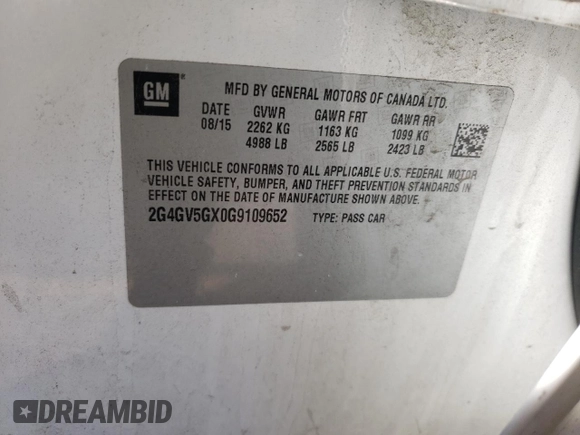 GM
MFD BY GENERAL MOTORS OF CANADA LTD.
DATE GVWR GAWR FRT GAWR RR
08/15 2262 KG 1163 KG 1099 KG
4988 LB 2565 LB 2423 LB
THIS VEHICLE CONFORMS TO ALL APPLICABLE U.S. FEDERAL MOTOR
VEHICLE SAFETY, BUMPER, AND THEFT PREVENTION STANDARDS IN
EFFECT ON THE DATE OF MANUFACTURE SHOWN ABOVE.
2G4GV5GX0G9109652 TYPE: PASS CAR
DREAMBID